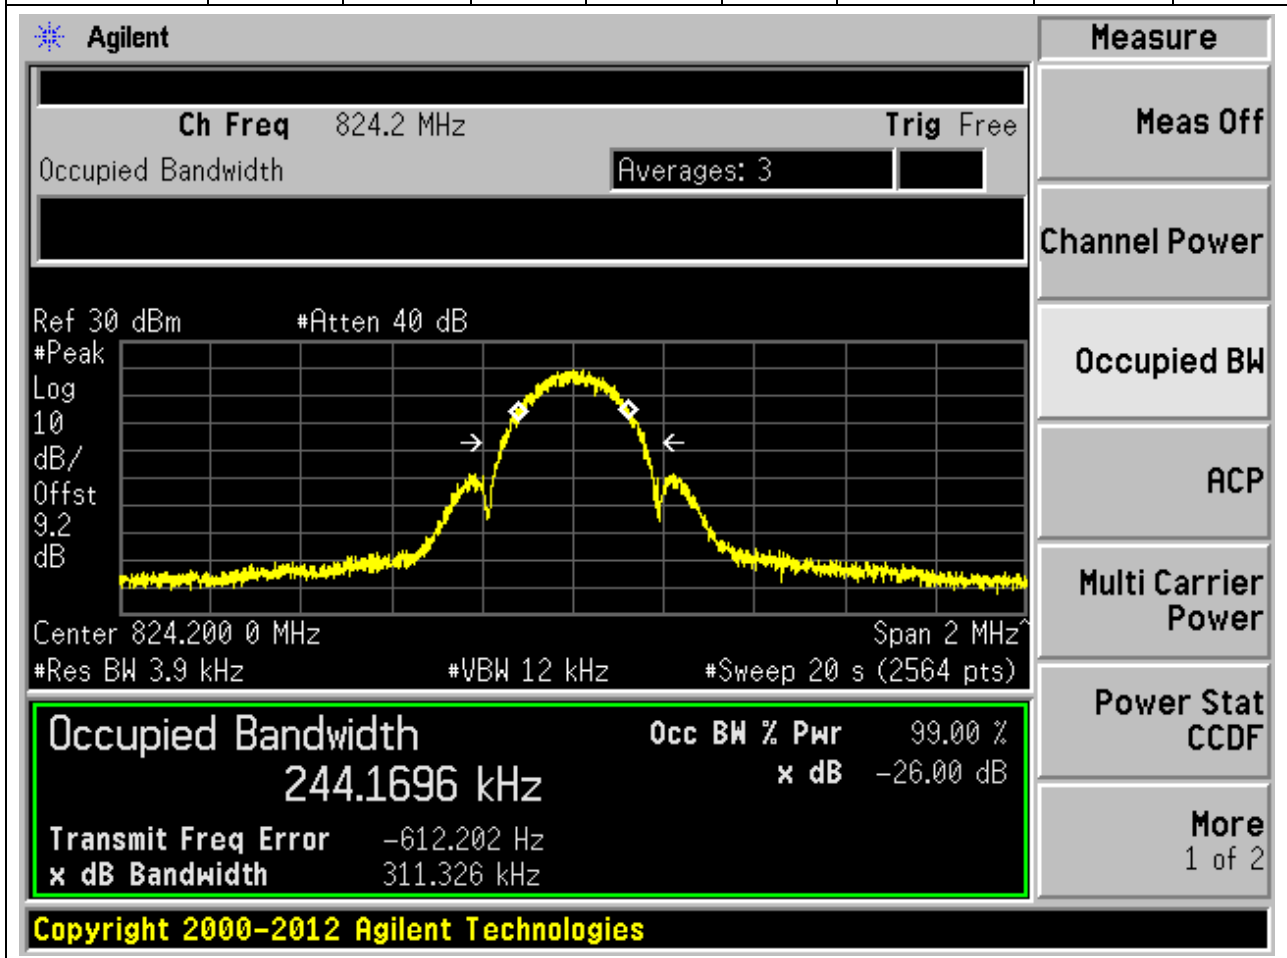 Agilent
Measure
Ch Freq 824.2 MHz Trig Free
Occupied Bandwidth Averages: 3
Meas Off
Channel Power
Occupied BW
ACP
Multi Carrier
Power
Power Stat
CCDF
More
1 of 2
Ref 30 dBm #Atten 40 dB
#Peak
Log
10
dB/
Offst
9.2
dB
Center 824.200 0 MHz Span 2 MHz^
#Res BW 3.9 kHz #VBW 12 kHz #Sweep 20 s (2564 pts)
Occupied Bandwidth Occ BW % Pwr 99.00 %
244.1696 kHz x dB -26.00 dB
Transmit Freq Error -612.202 Hz
x dB Bandwidth 311.326 kHz
Copyright 2000-2012 Agilent Technologies